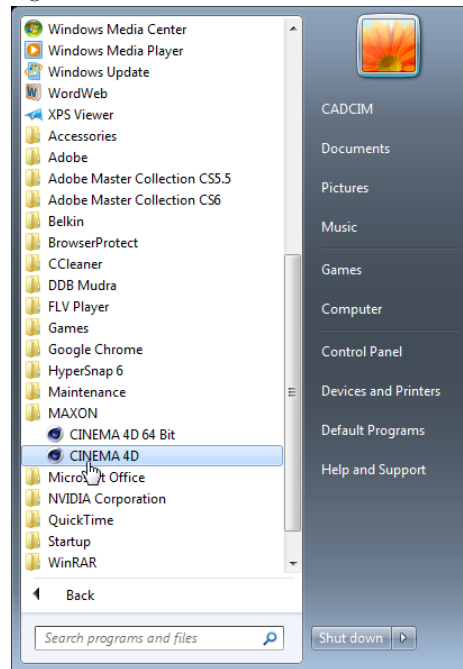 Windows Media Center
Windows Media Player
Windows Update
WordWeb
XPS Viewer
Accessories
Adobe
Adobe Master Collection CS5.5
Adobe Master Collection CS6
Belkin
BrowserProtect
CCleaner
DDB Mudra
FLV Player
Games
Google Chrome
HyperSnap 6
Maintenance
MAXON
CINEMA 4D 64 Bit
CINEMA 4D
Microsoft Office
NVIDIA Corporation
QuickTime
Startup
WinRAR
Back
Search programs and files
CADCIM
Documents
Pictures
Music
Games
Computer
Control Panel
Devices and Printers
Default Programs
Help and Support
Shut down